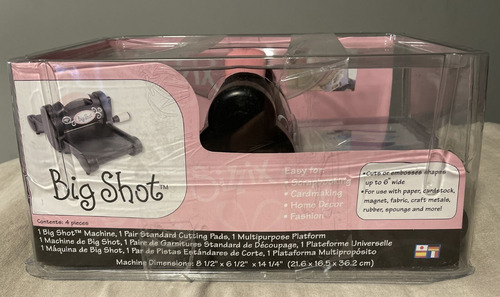 Big Shot™
Contents: 4 pieces
Easy to:
• Cardmaking
• Home Decor
• Fashion
•Cuts or embosses shapes
up to 6" wide
•For use with paper, cardstock,
magnet, fabric, craft metals,
rubber, spounge and more!
1 Big Shot™ Machine, 1 Pair Standard Cutting Pads, 1 Multipurpose Platform
1 Machine de Big Shot, 1 Paire de Garnitures Standard de Découpage, 1 Plateforme Universelle
1 Máquina de Big Shot, 1 Par de Pistas Estándares de Corte, 1 Plataforma Multipropósito
Machine Dimensions: 8 1/2" x 6 1/2" x 14 1/4" (21.6 x 16.5 x 36.2 cm)